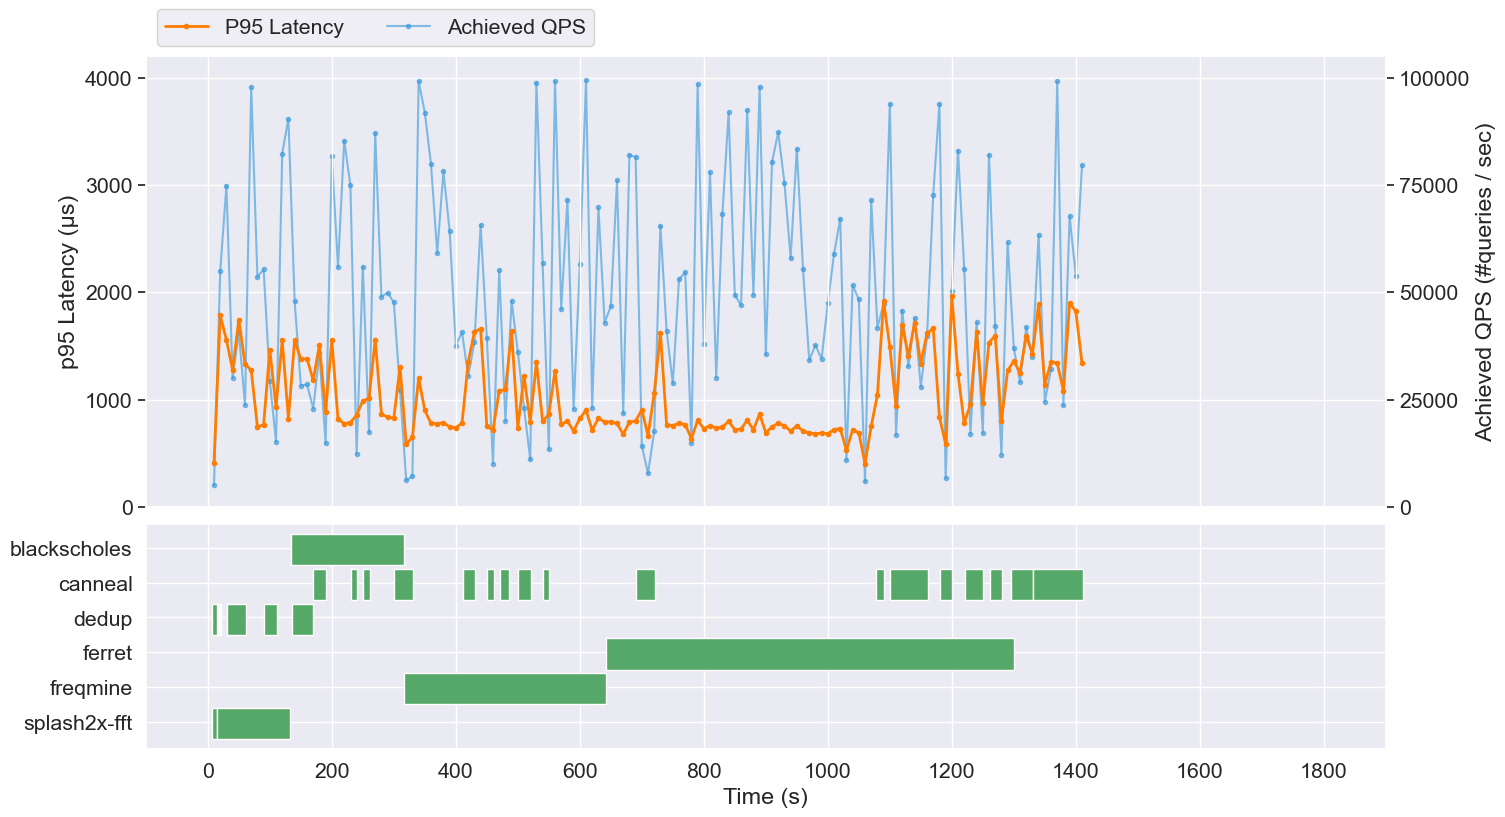 P95 Latency
Achieved QPS
4000
3000
2000
1000
0
p95 Latency (µs)
100000
75000
50000
25000
0
Achieved QPS (#queries / sec)
blackscholes
canneal
dedup
ferret
freqmine
splash2x-fft
0 200 400 600 800 1000 1200 1400 1600 1800
Time (s)